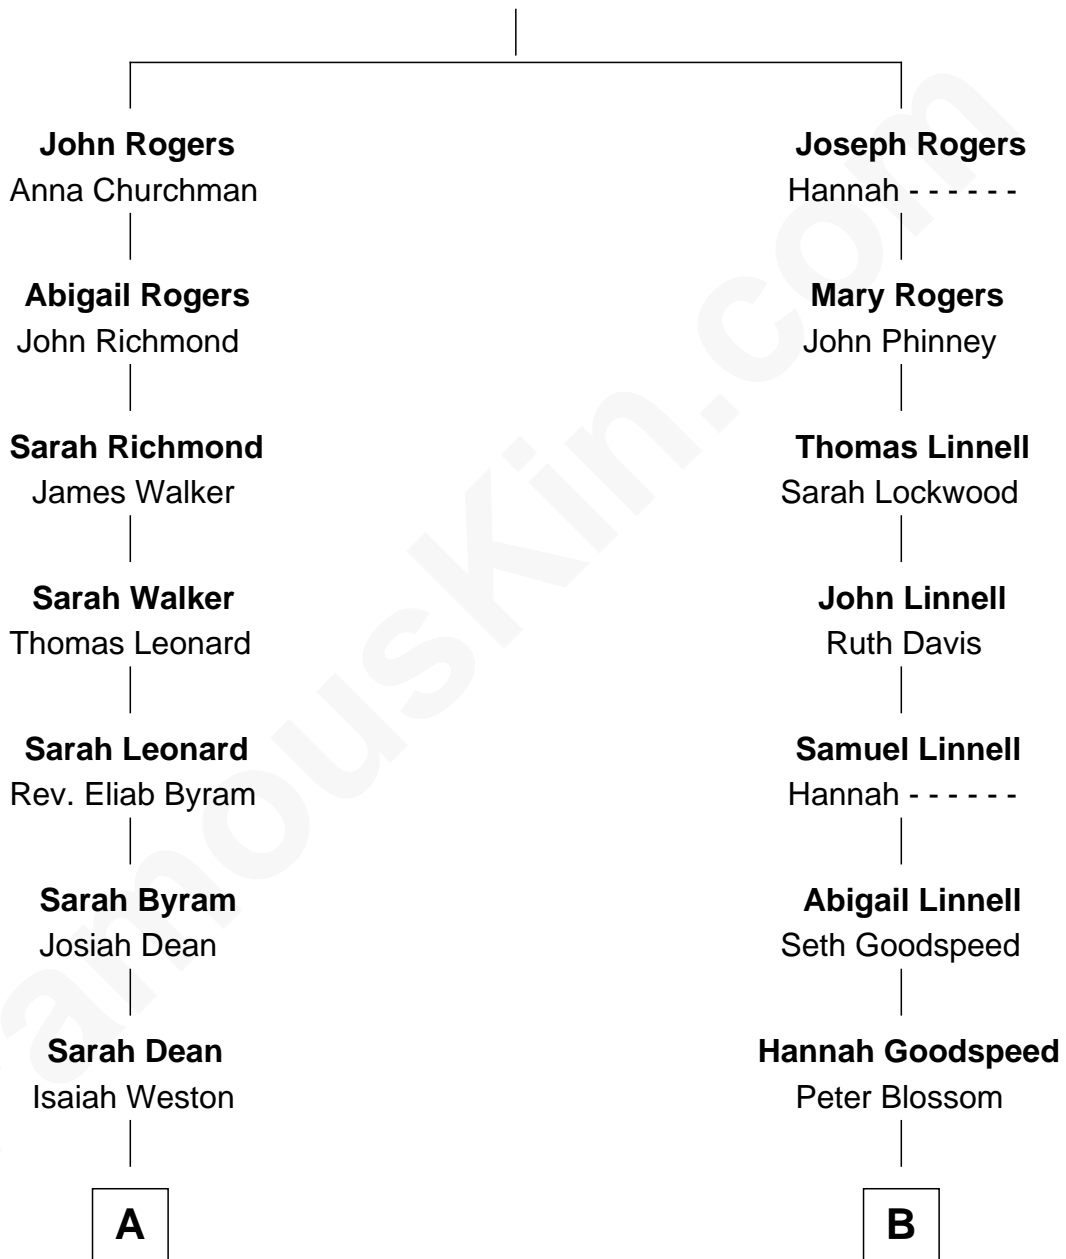 John Rogers
Anna Churchman
Abigail Rogers
John Richmond
Sarah Richmond
James Walker
Sarah Walker
Thomas Leonard
Sarah Leonard
Rev. Eliab Byram
Sarah Byram
Josiah Dean
Sarah Dean
Isaiah Weston
A
Joseph Rogers
Hannah - - - - - -
Mary Rogers
John Phinney
Thomas Linnell
Sarah Lockwood
John Linnell
Ruth Davis
Samuel Linnell
Hannah - - - - - -
Abigail Linnell
Seth Goodspeed
Hannah Goodspeed
Peter Blossom
B
amousKin.com